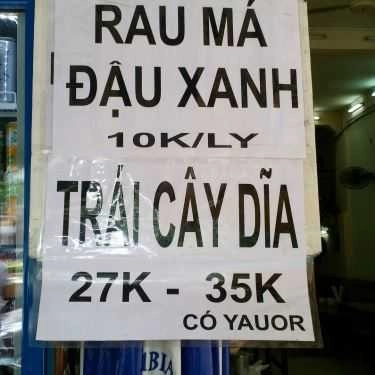 RAU MÁ
ĐẬU XANH
10K/LY
TRÁI CÂY DĨA
27K - 35K
CÓ YAUOR